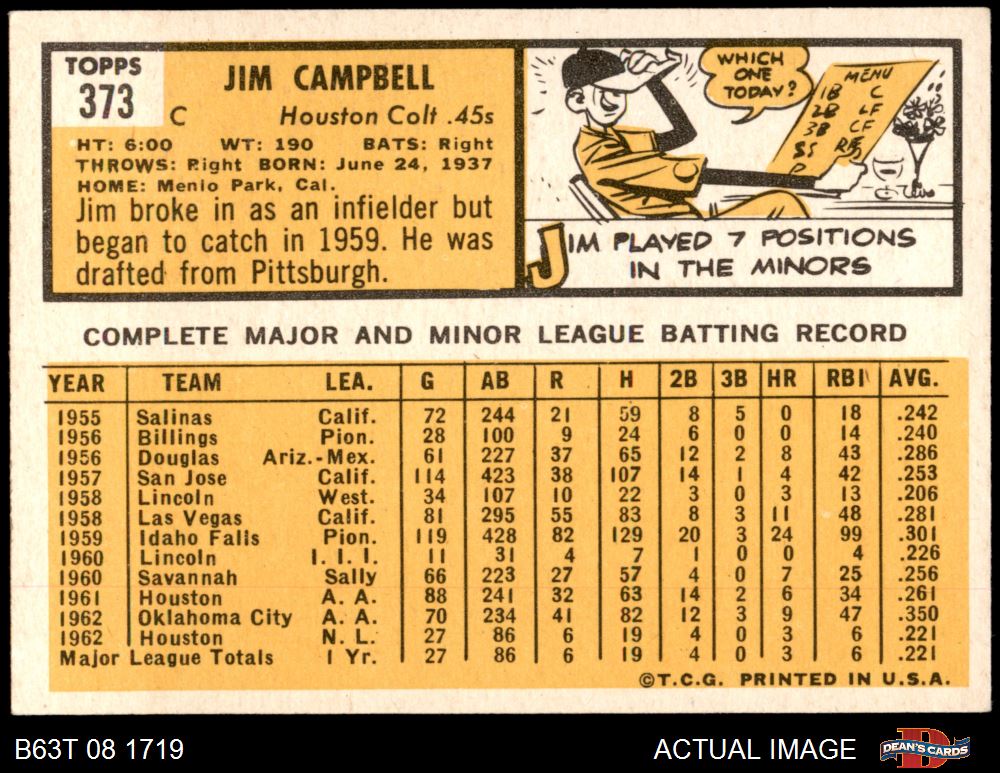 TOPPS
373
C
JIM CAMPBELL
Houston Colt .45s
HT: 6:00 WT: 190 BATS: Right
THROWS: Right BORN: June 24, 1937
HOME: Menlo Park, Cal.
Jim broke in as an infielder but
began to catch in 1959. He was
drafted from Pittsburgh.
WHICH
ONE
TODAY?
MENU
1B C
2B LF
3B CF
SS RF
P
JIM PLAYED 7 POSITIONS
IN THE MINORS
COMPLETE MAJOR AND MINOR LEAGUE BATTING RECORD
YEAR TEAM LEA. G AB R H 2B 3B HR RBI AVG.
1955 Salinas Calif. 72 244 21 59 8 5 0 18 .242
1956 Billings Pion. 28 100 9 24 6 0 0 14 .240
1956 Douglas Ariz.-Mex. 61 227 37 65 12 2 8 43 .286
1957 San Jose Calif. 114 423 38 107 14 1 4 42 .253
1958 Lincoln West. 34 107 10 22 3 0 3 13 .206
1958 Las Vegas Calif. 81 295 55 83 8 3 11 48 .281
1959 Idaho Falls Pion. 119 428 82 129 20 3 24 99 .301
1960 Lincoln I. I. I. 11 31 4 7 1 0 0 4 .226
1960 Savannah Sally 66 223 27 57 4 0 7 25 .256
1961 Houston A. A. 88 241 32 63 14 2 6 34 .261
1962 Oklahoma City A. A. 70 234 41 82 12 3 9 47 .350
1962 Houston N. L. 27 86 6 19 4 0 3 6 .221
Major League Totals 1 Yr. 27 86 6 19 4 0 3 6 .221
©T.C.G. PRINTED IN U.S.A.
B63T 08 1719 ACTUAL IMAGE
D
DEAN'S CARDS